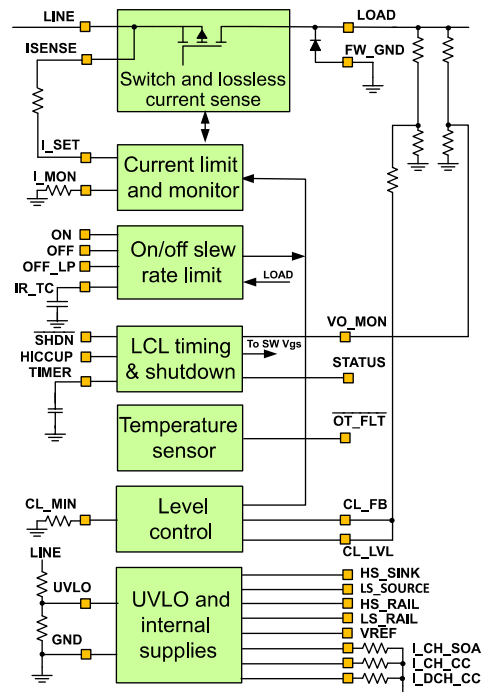 LINE
LOAD
ISENSE
FW_GND
Switch and lossless
current sense
I_SET
I_MON
Current limit
and monitor
ON
OFF
OFF_LP
IR_TC
On/off slew
rate limit
LOAD
SHDN
HICCUP
TIMER
LCL timing
& shutdown
To SW Vgs
VO_MON
STATUS
Temperature
sensor
OT_FLT
CL_MIN
Level
control
CL_FB
CL_LVL
LINE
UVLO
GND
UVLO and
internal
supplies
HS_SINK
LS_SOURCE
HS_RAIL
LS_RAIL
VREF
I_CH_SOA
I_CH_CC
I_DCH_CC